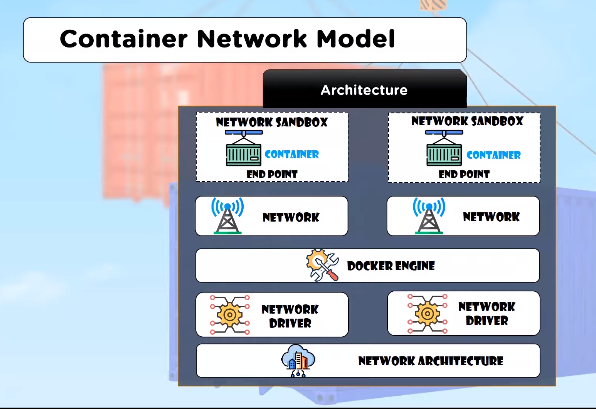 Container Network Model
Architecture
NETWORK SANDBOX
CONTAINER
END POINT
NETWORK SANDBOX
CONTAINER
END POINT
NETWORK
NETWORK
DOCKER ENGINE
NETWORK
DRIVER
NETWORK
DRIVER
NETWORK ARCHITECTURE